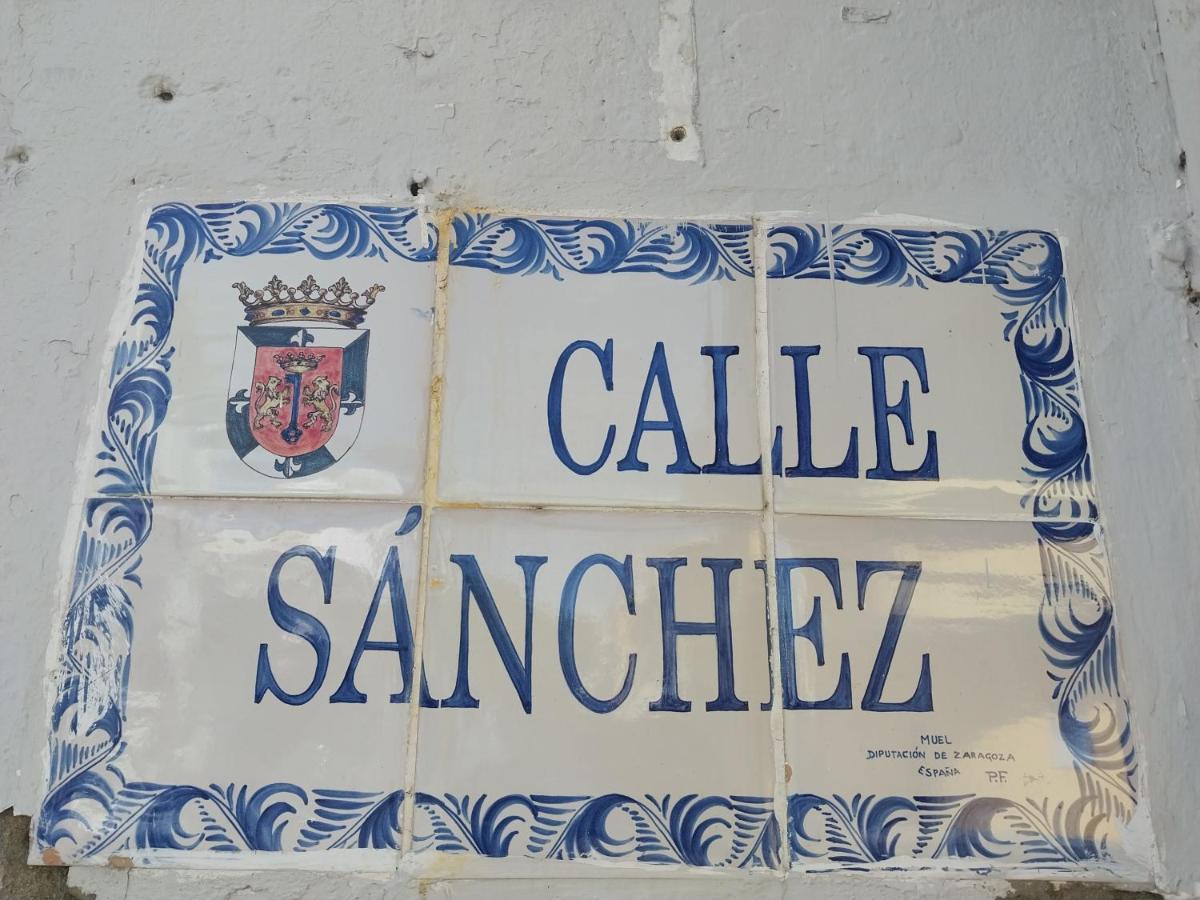 CALLE
SÁNCHEZ
MUEL
DIPUTACIÓN DE ZARAGOZA
ESPAÑA P.F.